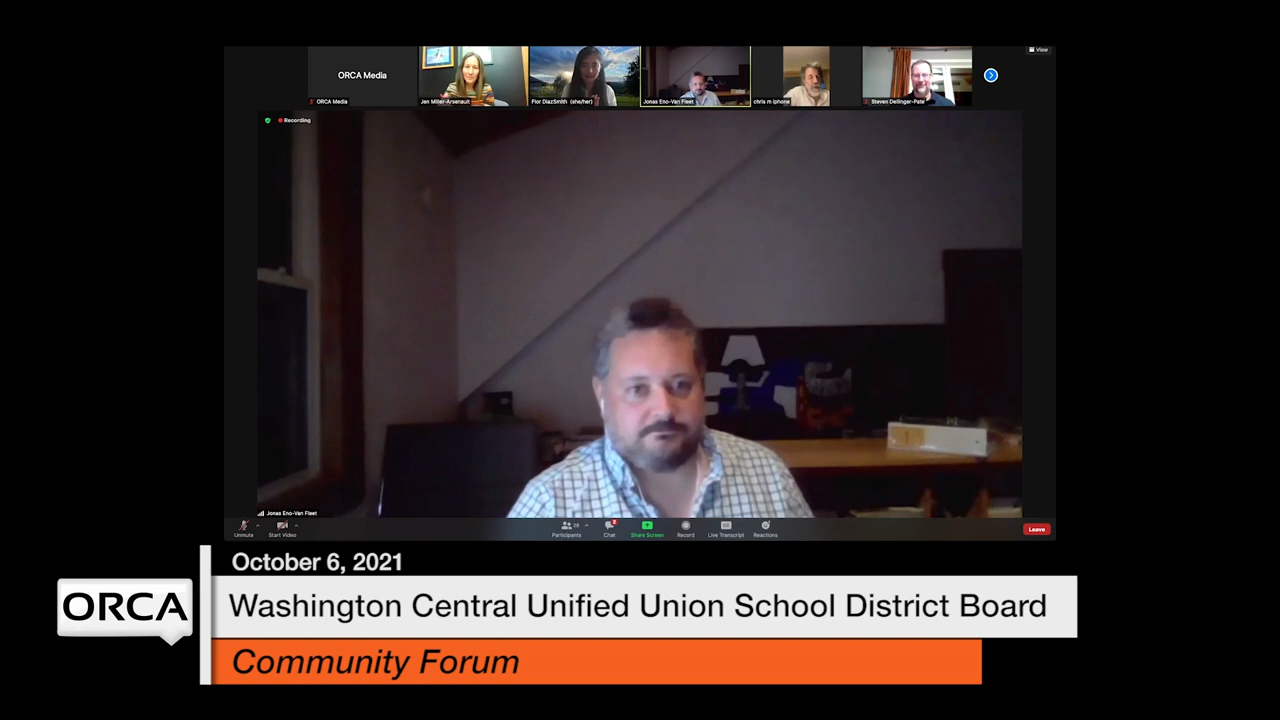 View
ORCA Media
ORCA Media
Jen Miller-Arsenault
Flor DiazSmith (she/her)
Jonas Eno-Van Fleet
chris m iphone
Steven Dellinger-Pate
Recording
Jonas Eno-Van Fleet
Unmute
Start Video
Participants
28
Chat
Share Screen
Record
CC
Live Transcript
Reactions
Leave
October 6, 2021
ORCA
Washington Central Unified Union School District Board
Community Forum